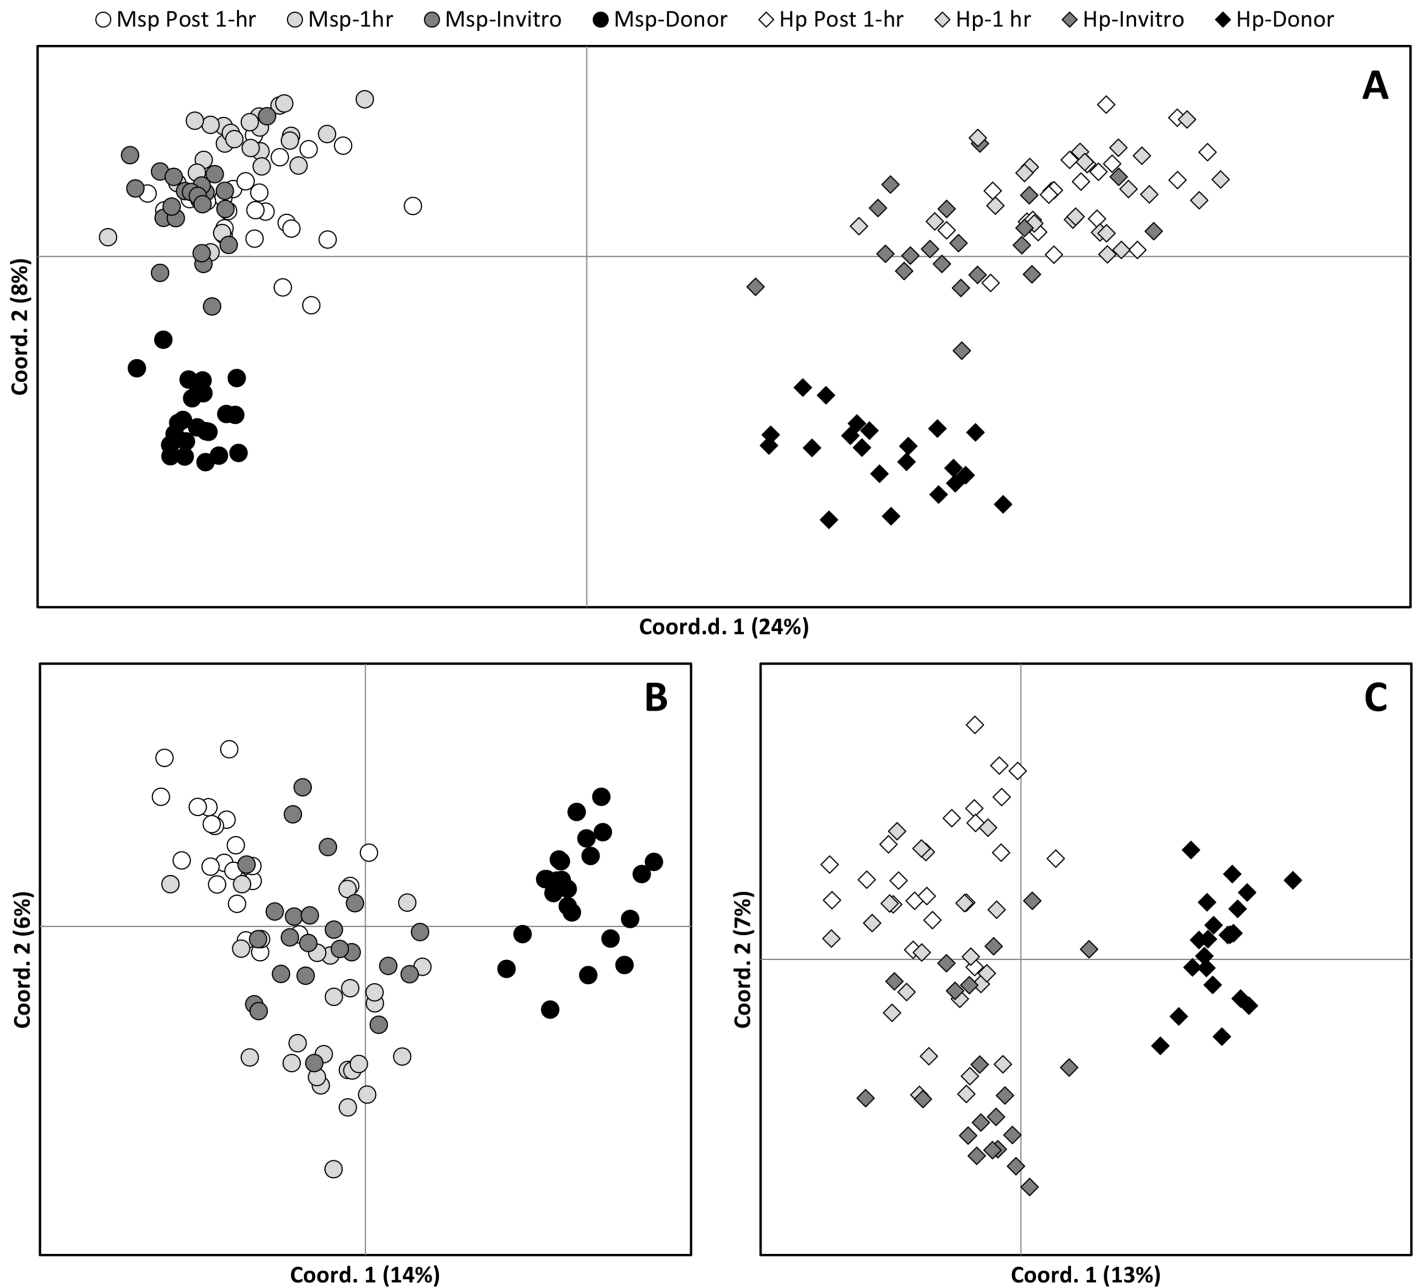 Msp Post 1-hr Msp-1hr Msp-Invitro Msp-Donor Hp Post 1-hr Hp-1 hr Hp-Invitro Hp-Donor
A
Coord. 2 (8%)
Coord.d. 1 (24%)
B
Coord. 2 (6%)
Coord. 1 (14%)
C
Coord. 2 (7%)
Coord. 1 (13%)